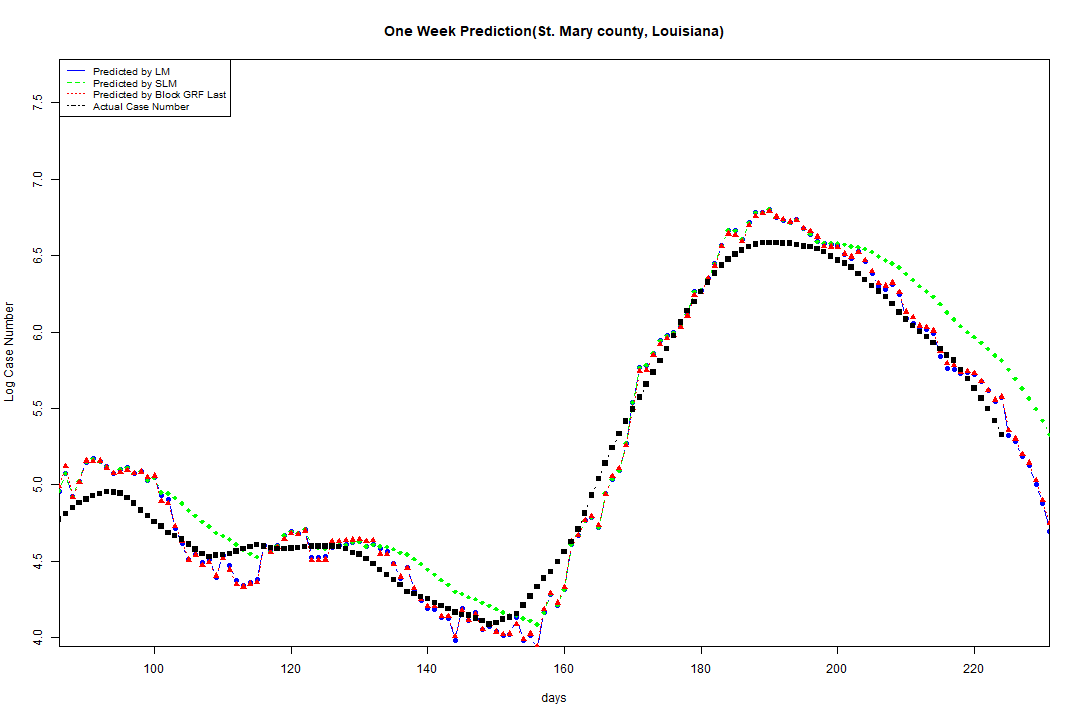 One Week Prediction(St. Mary county, Louisiana)
Predicted by LM
Predicted by SLM
Predicted by Block GRF Last
Actual Case Number
7.5
7.0
6.5
6.0
5.5
5.0
4.5
4.0
Log Case Number
100 120 140 160 180 200 220
days